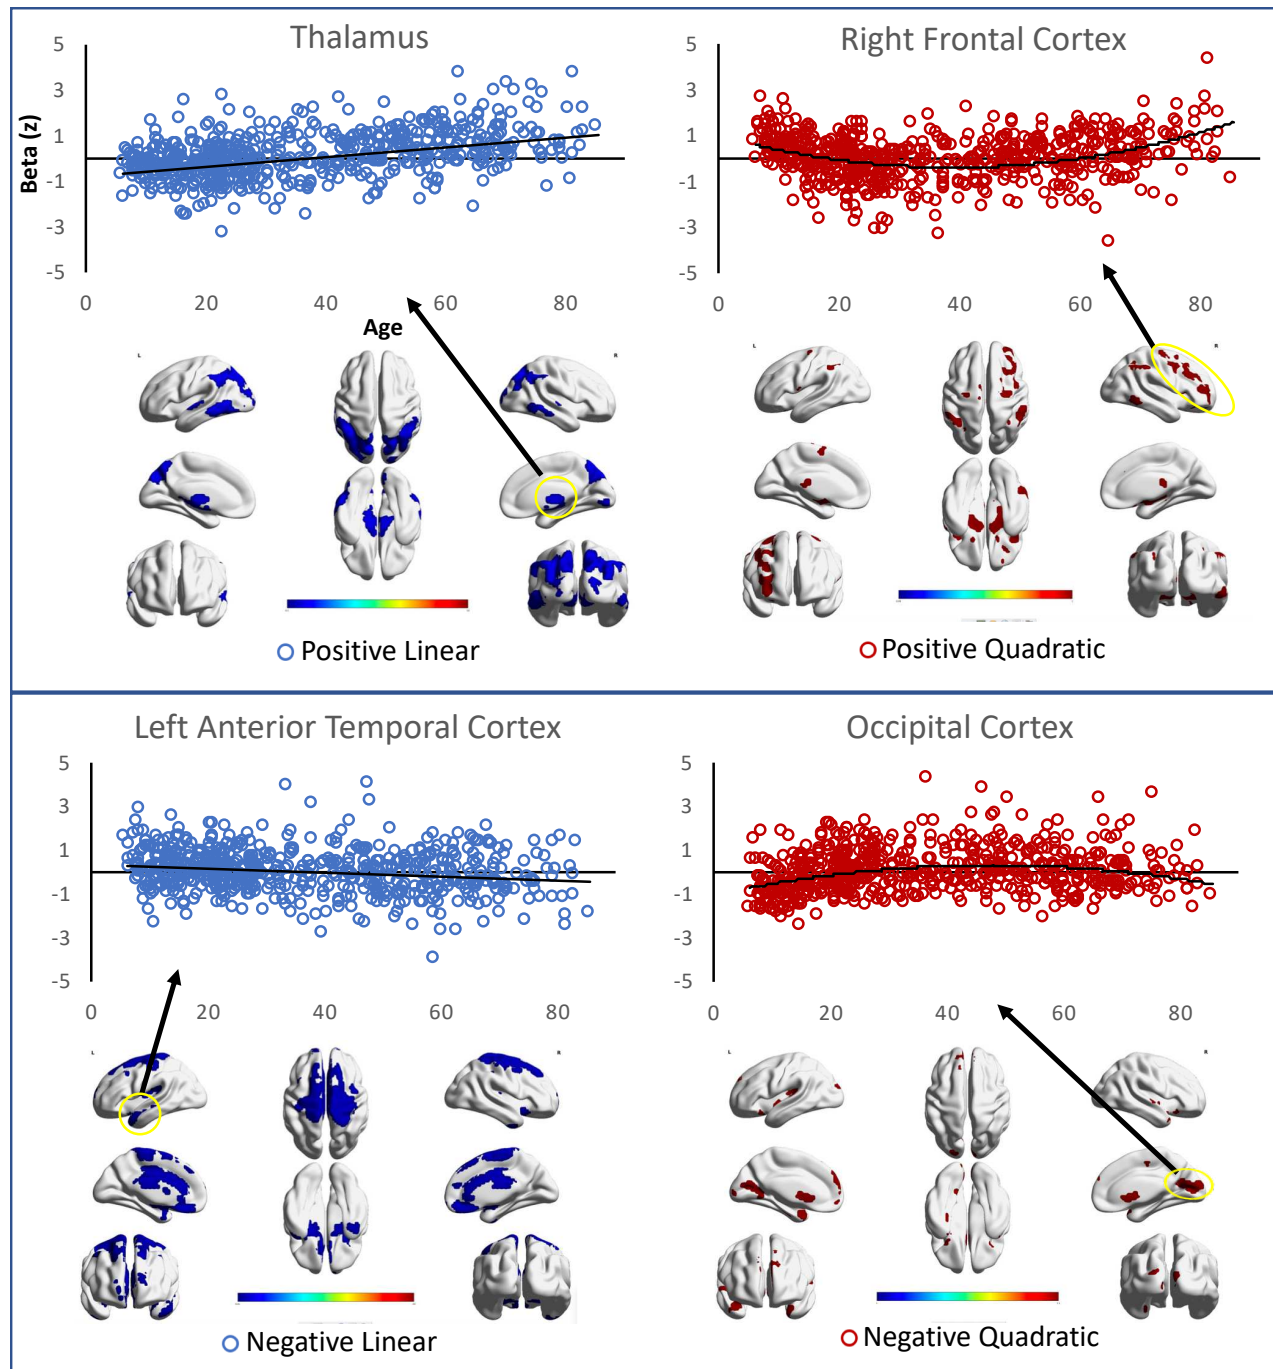 Thalamus
Right Frontal Cortex
5
3
1
-1
-3
-5
Beta (z)
0
20
40
60
80
Age
5
3
1
-1
-3
-5
0
20
40
60
80
L
R
L
R
Positive Linear
Positive Quadratic
Left Anterior Temporal Cortex
Occipital Cortex
5
3
1
-1
-3
-5
0
20
40
60
80
5
3
1
-1
-3
-5
0
20
40
60
80
L
R
L
R
Negative Linear
Negative Quadratic